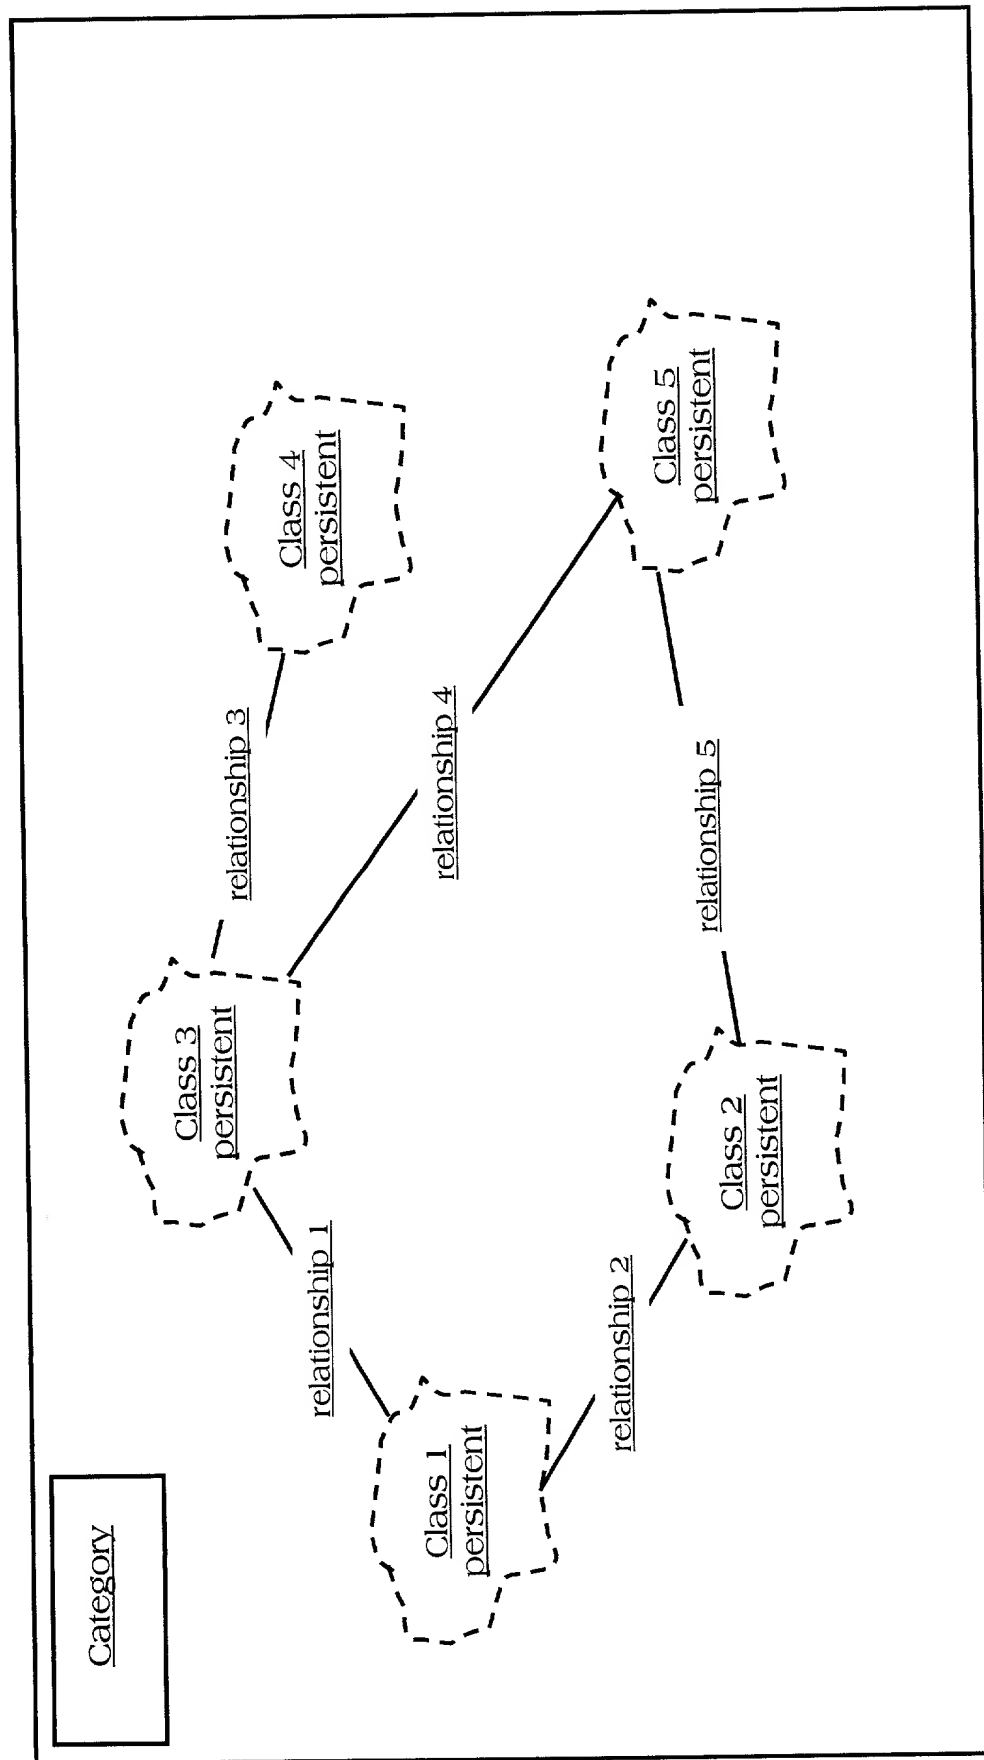 Category
Class 3
persistent
relationship 3
Class 4
persistent
relationship 1
relationship 4
Class 1
persistent
relationship 2
Class 5
persistent
relationship 5
Class 2
persistent